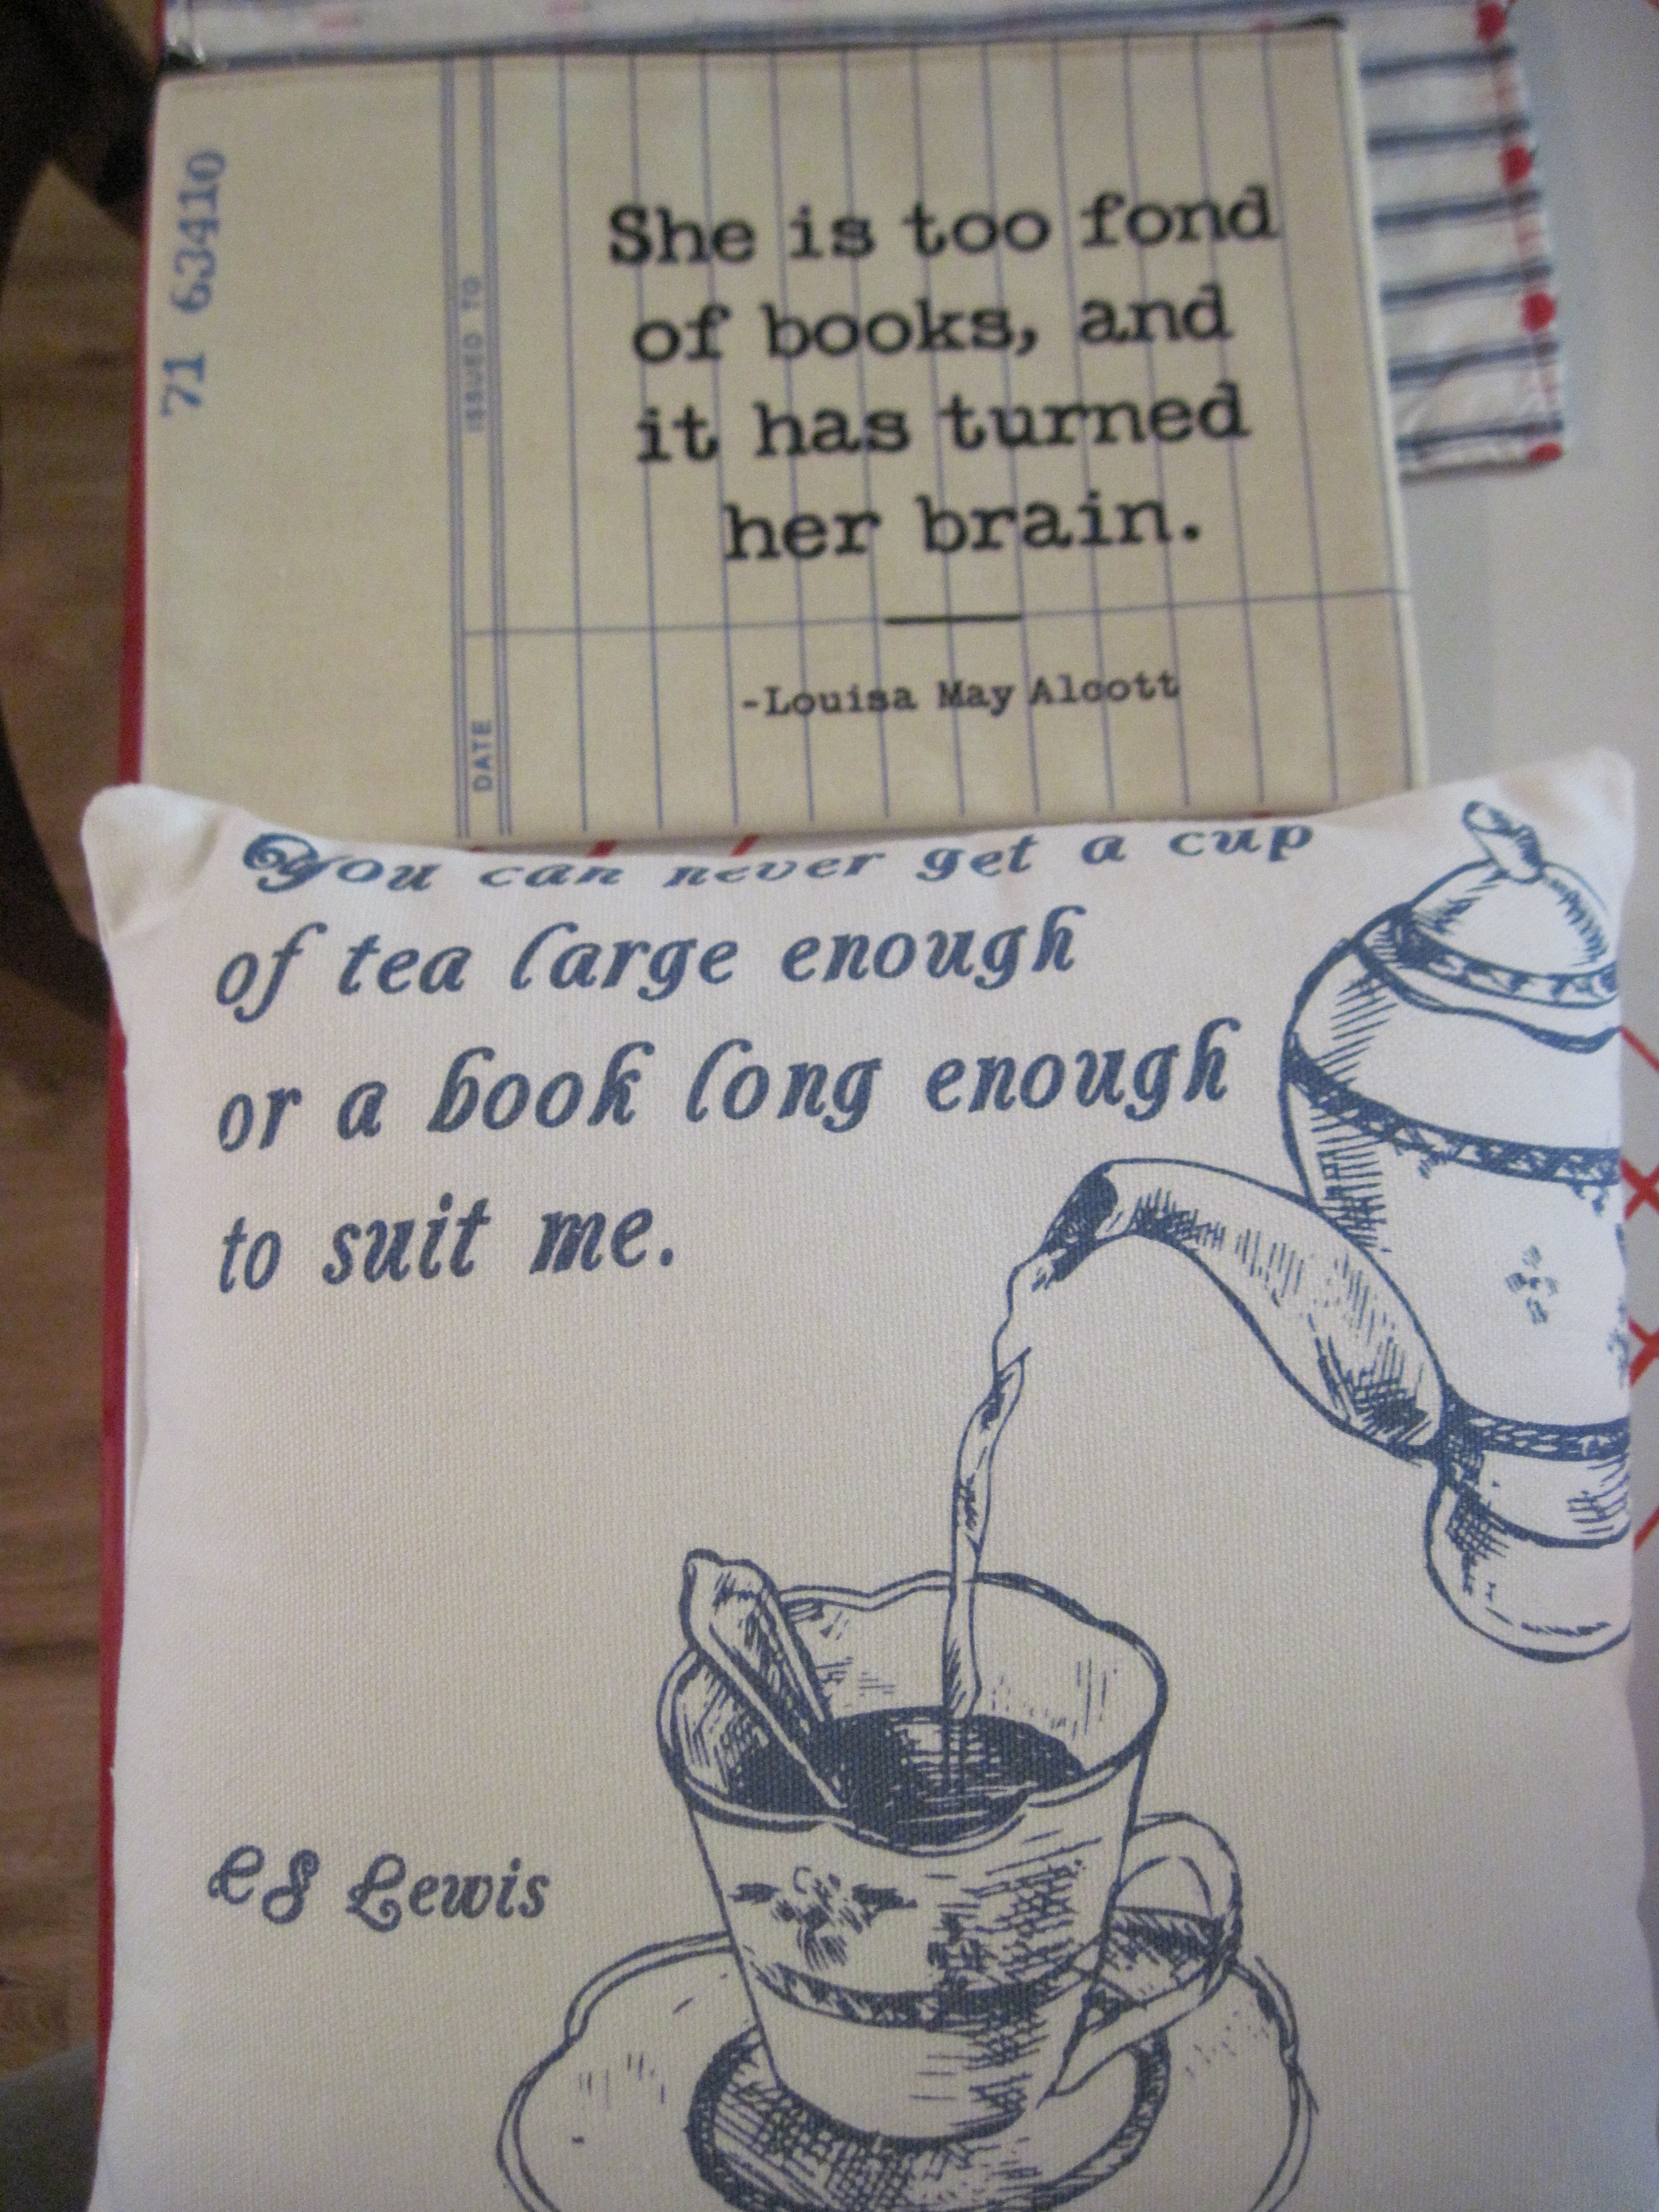 71 63410
ISSUED TO
DATE
She is too fond
of books, and
it has turned
her brain.
-Louisa May Alcott
You can never get a cup
of tea large enough
or a book long enough
to suit me.
CS Lewis